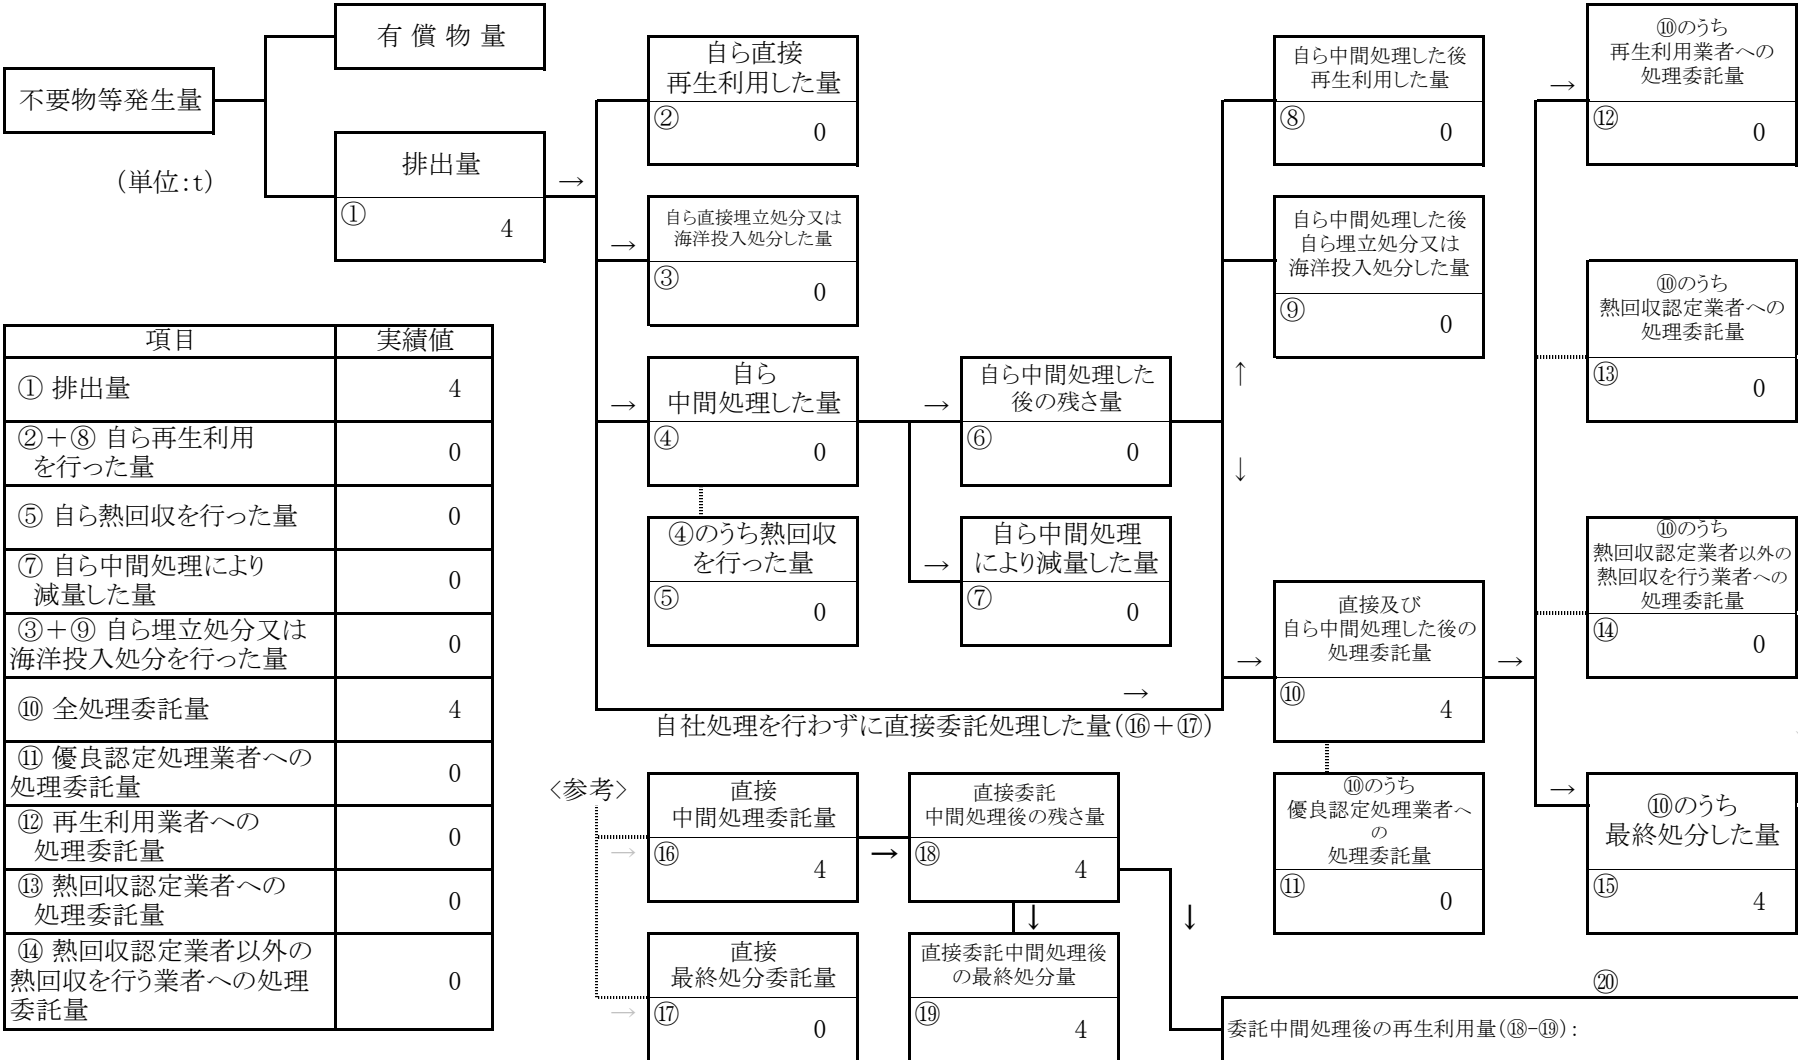 有 償 物 量
不要物等発生量
(単位:t)
排出量
①
4
→
自ら直接
再生利用した量
②
0
→
自ら直接埋立処分又は
海洋投入処分した量
③
0
→
自ら
中間処理した量
④
0
④のうち熱回収
を行った量
⑤
0
→
自ら中間処理した
後の残さ量
⑥
0
→
自ら中間処理
により減量した量
⑦
0
↑
↓
自ら中間処理した後
再生利用した量
⑧
0
自ら中間処理した後
自ら埋立処分又は
海洋投入処分した量
⑨
0
→
直接及び
自ら中間処理した後の
処理委託量
⑩
4
⑩のうち
優良認定処理業者へ
の
処理委託量
⑪
0
→
→
⑩のうち
再生利用業者への
処理委託量
⑫
0
⑩のうち
熱回収認定業者への
処理委託量
⑬
0
⑩のうち
熱回収認定業者以外の
熱回収を行う業者への
処理委託量
⑭
0
→
⑩のうち
最終処分した量
⑮
4
→
自社処理を行わずに直接委託処理した量(⑯+⑰)
項目 実績値
① 排出量 4
②+⑧ 自ら再生利用
を行った量 0
⑤ 自ら熱回収を行った量 0
⑦ 自ら中間処理により
減量した量 0
③+⑨ 自ら埋立処分又は
海洋投入処分を行った量 0
⑩ 全処理委託量 4
⑪ 優良認定処理業者への
処理委託量 0
⑫ 再生利用業者への
処理委託量 0
⑬ 熱回収認定業者への
処理委託量 0
⑭ 熱回収認定業者以外の
熱回収を行う業者への処理
委託量 0
<参考>
→
直接
中間処理委託量
⑯
4
→
直接委託
中間処理後の残さ量
⑱
4
↓
↓
→
直接
最終処分委託量
⑰
0
直接委託中間処理後
の最終処分量
⑲
4
⑳
委託中間処理後の再生利用量(⑱-⑲):